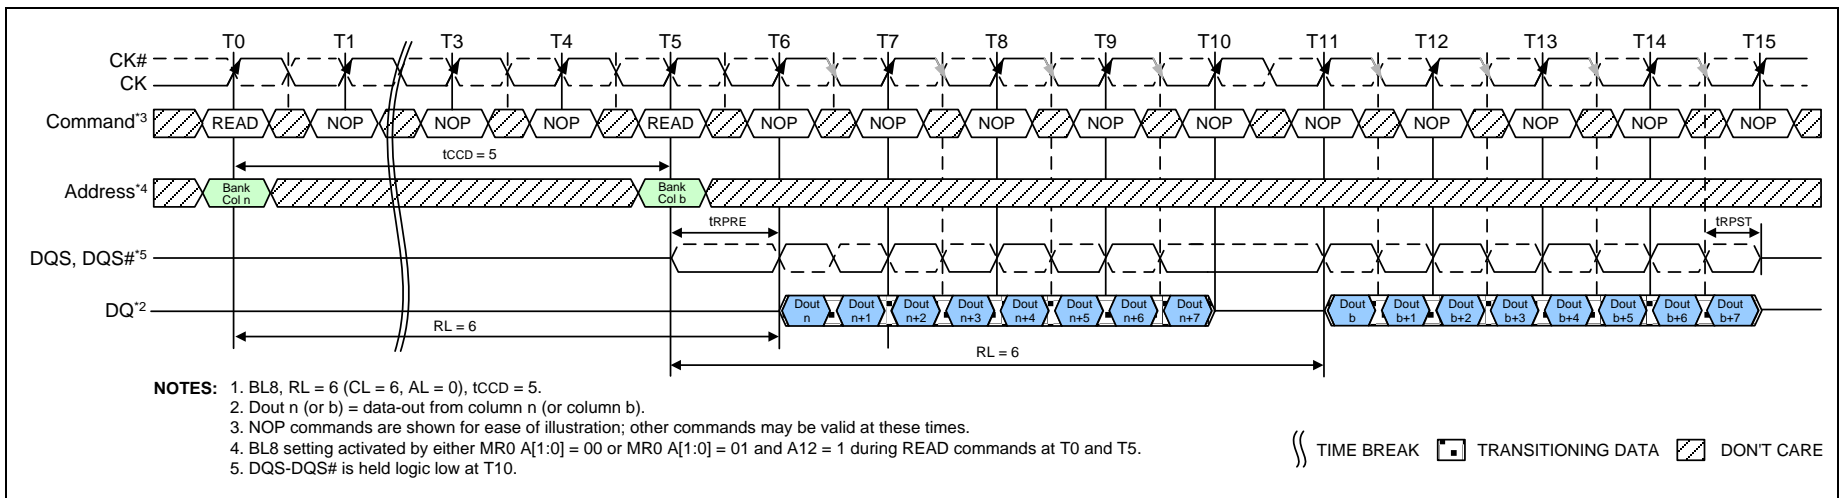 T0 T1 T3 T4 T5 T6 T7 T8 T9 T10 T11 T12 T13 T14 T15
CK#
CK
Command*3 READ NOP NOP NOP READ NOP NOP NOP NOP NOP NOP NOP NOP NOP NOP
tCCD = 5
Address*4 Bank Col n Bank Col b
tRPRE tRPST
DQS, DQS#*5
DQ*2 Dout n Dout n+1 Dout n+2 Dout n+3 Dout n+4 Dout n+5 Dout n+6 Dout n+7 Dout b Dout b+1 Dout b+2 Dout b+3 Dout b+4 Dout b+5 Dout b+6 Dout b+7
RL = 6
RL = 6
NOTES: 1. BL8, RL = 6 (CL = 6, AL = 0), tCCD = 5.
2. Dout n (or b) = data-out from column n (or column b).
3. NOP commands are shown for ease of illustration; other commands may be valid at these times.
4. BL8 setting activated by either MR0 A[1:0] = 00 or MR0 A[1:0] = 01 and A12 = 1 during READ commands at T0 and T5.
5. DQS-DQS# is held logic low at T10.
TIME BREAK TRANSITIONING DATA DON'T CARE